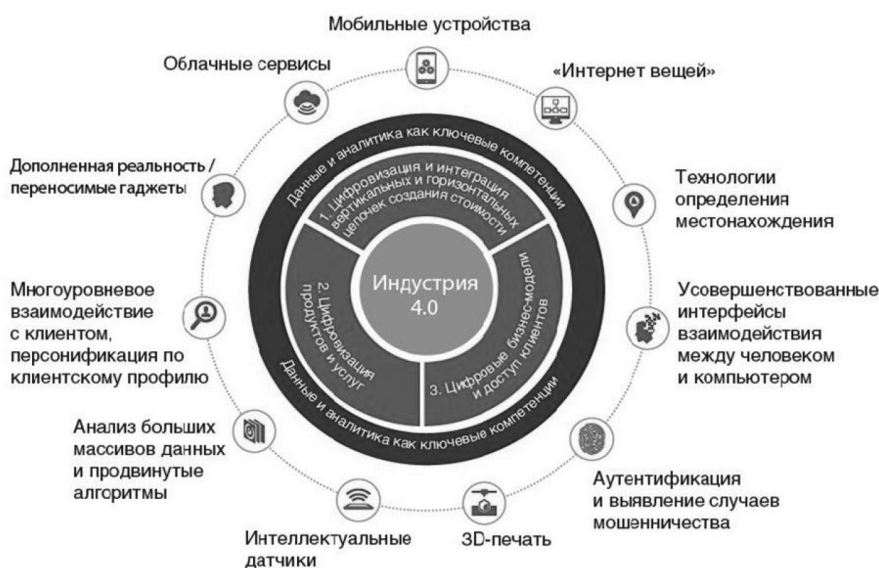 Мобильные устройства
Облачные сервисы
«Интернет вещей»
Дополненная реальность /
переносимые гаджеты
Технологии
определения
местонахождения
Многоуровневое
взаимодействие
с клиентом,
персонификация по
клиентскому профилю
Усовершенствованные
интерфейсы
взаимодействия
между человеком
и компьютером
Анализ больших
массивов данных
и продвинутые
алгоритмы
Аутентификация
и выявление случаев
мошенничества
Интеллектуальные
датчики
3D-печать
Данные и аналитика как ключевые компетенции
1. Цифровизация и интеграция
вертикальных и горизонтальных
цепочек создания стоимости
2. Цифровизация
продуктов и услуг
3. Цифровые бизнес-модели
и доступ клиентов
Индустрия
4.0
Данные и аналитика как ключевые компетенции